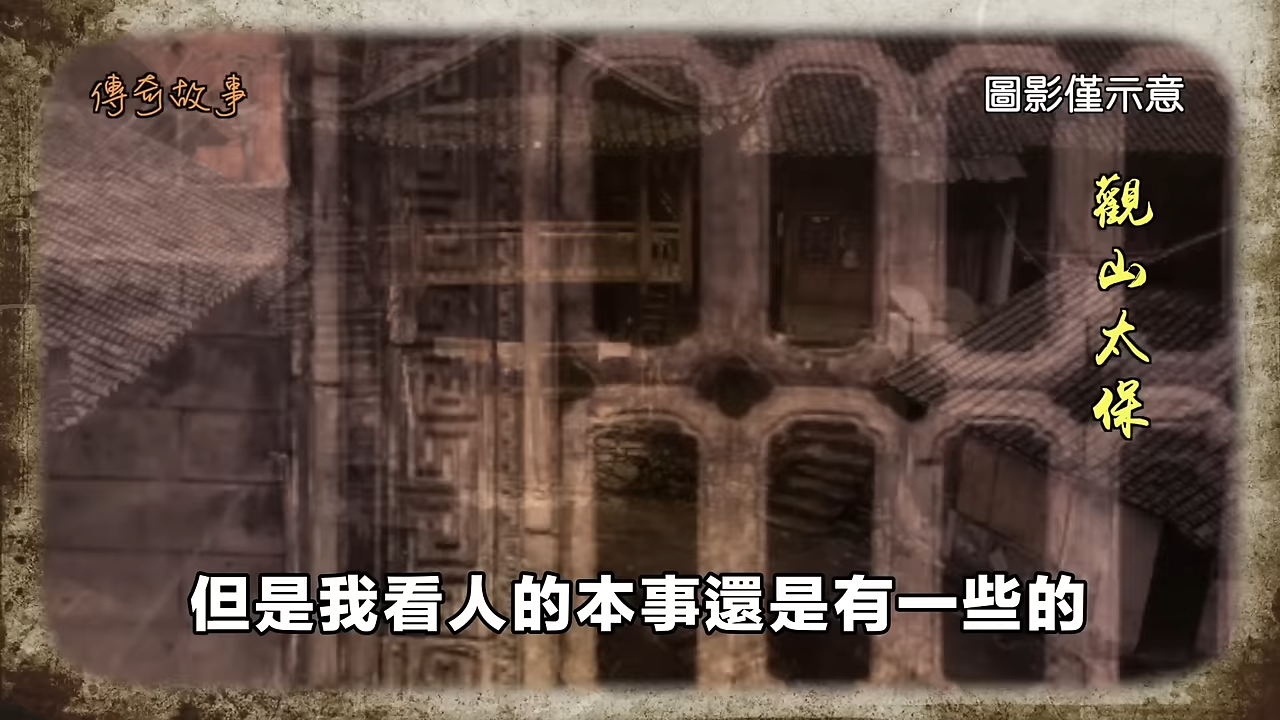 傳奇故事
圖影僅示意
觀山太保
但是我看人的本事還是有一些的